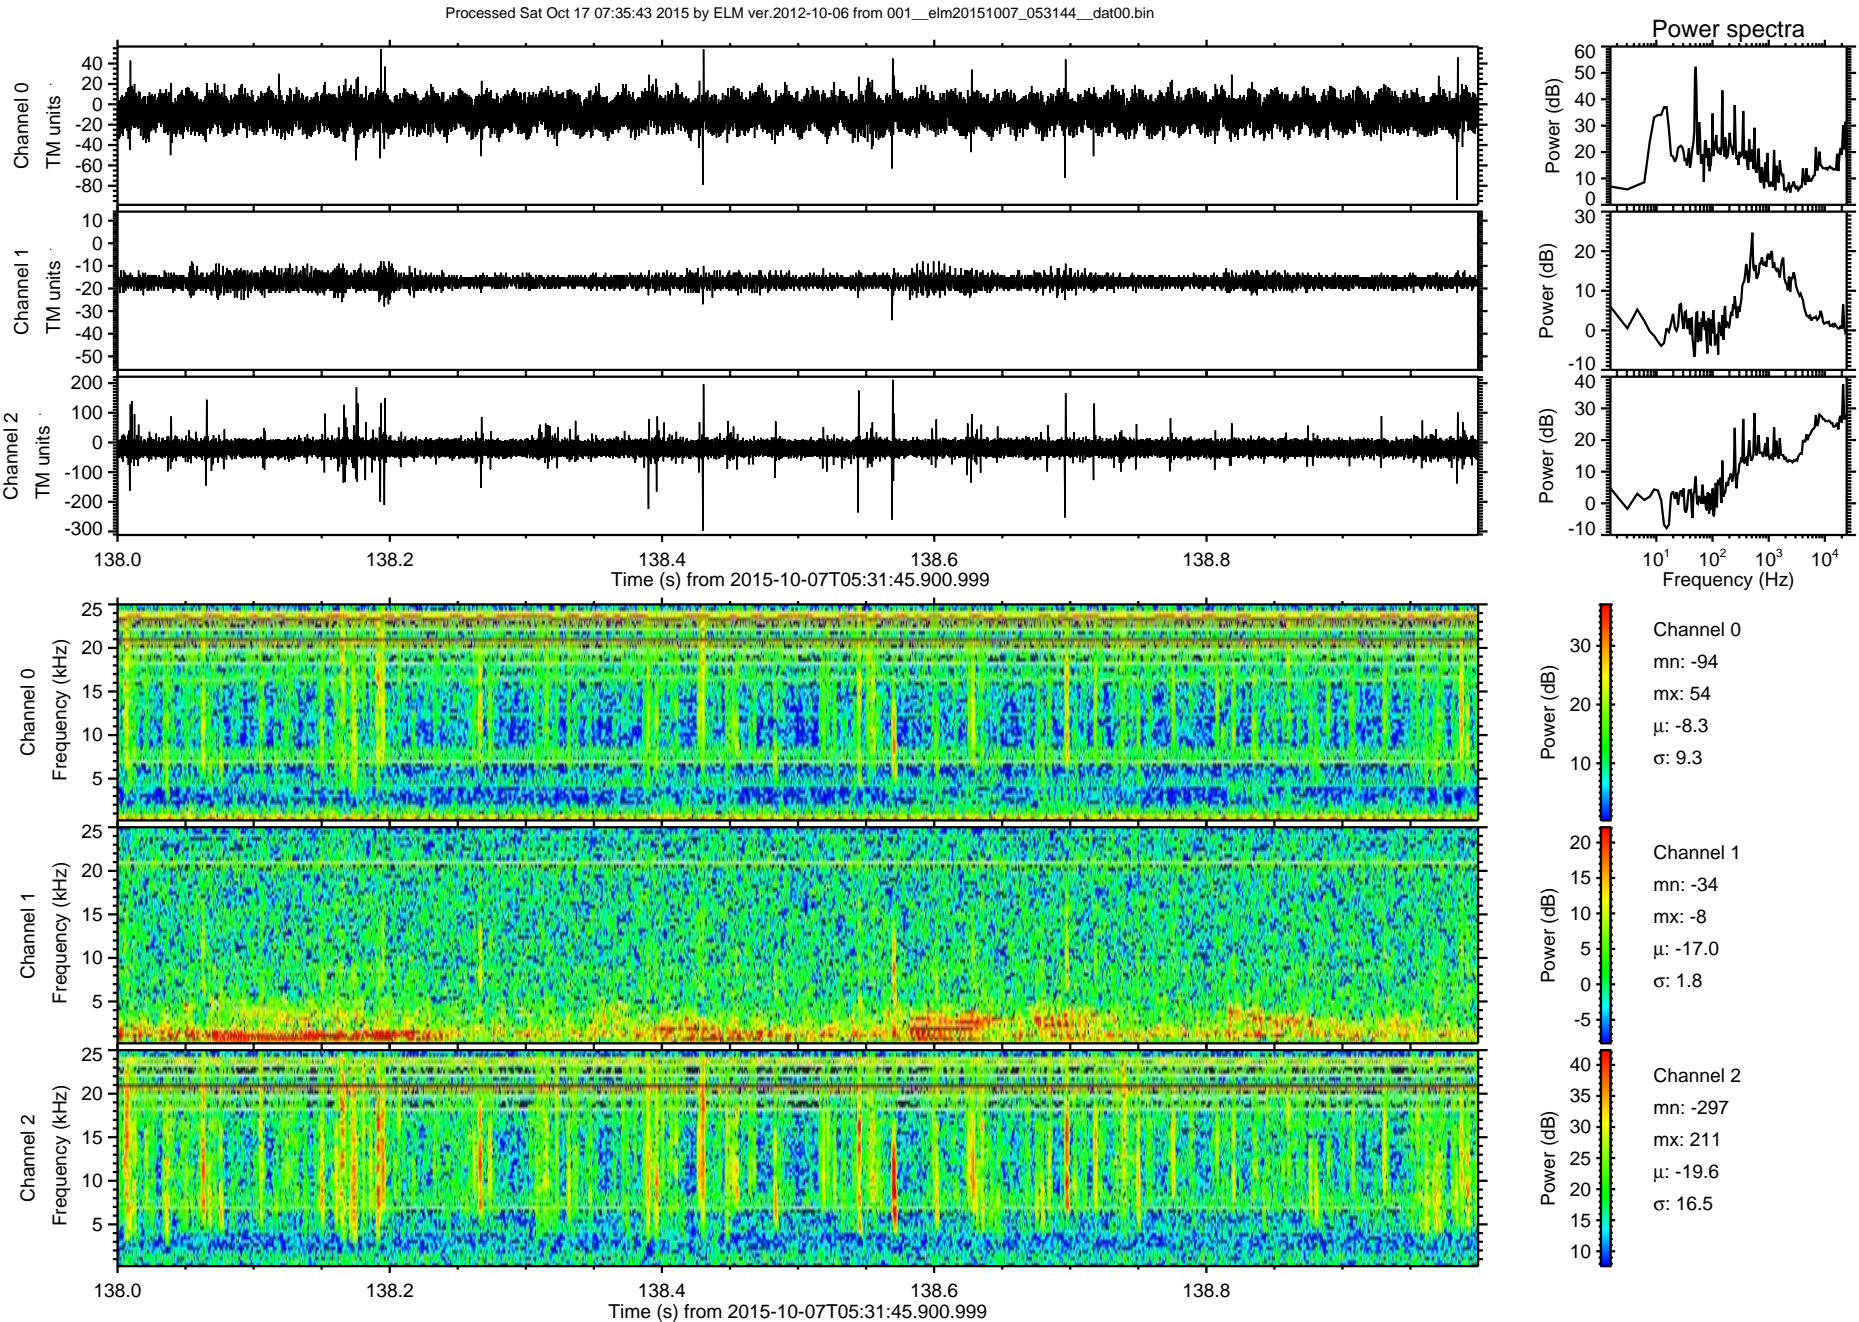 Processed Sat Oct 17 07:35:43 2015 by ELM ver.2012-10-06 from 001__elm20151007_053144__dat00.bin
Power spectra
Channel 0
TM units
40
20
0
-20
-40
-60
-80
Power (dB)
60
50
40
30
20
10
0
Channel 1
TM units
10
0
-10
-20
-30
-40
-50
Power (dB)
30
20
10
0
-10
Channel 2
TM units
200
100
0
-100
-200
-300
Power (dB)
40
30
20
10
0
-10
138.0 138.2 138.4 138.6 138.8
Time (s) from 2015-10-07T05:31:45.900.999
10^1 10^2 10^3 10^4
Frequency (Hz)
Channel 0
Frequency (kHz)
25
20
15
10
5
Power (dB)
30
20
10
Channel 0
mn: -94
mx: 54
μ: -8.3
σ: 9.3
Channel 1
Frequency (kHz)
25
20
15
10
5
Power (dB)
20
15
10
5
0
-5
Channel 1
mn: -34
mx: -8
μ: -17.0
σ: 1.8
Channel 2
Frequency (kHz)
25
20
15
10
5
Power (dB)
40
35
30
25
20
15
10
Channel 2
mn: -297
mx: 211
μ: -19.6
σ: 16.5
138.0 138.2 138.4 138.6 138.8
Time (s) from 2015-10-07T05:31:45.900.999